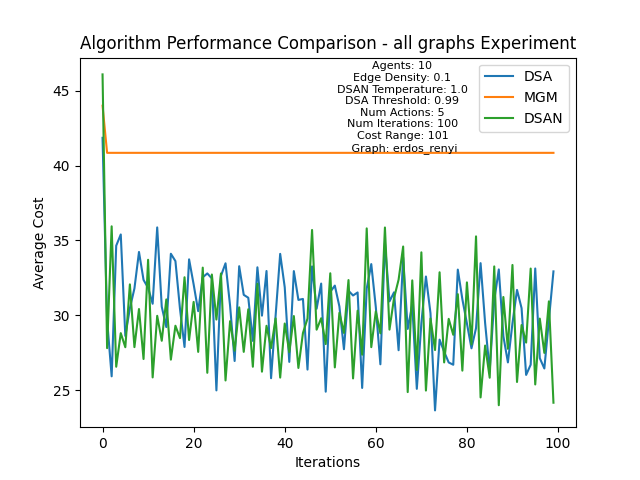 Algorithm Performance Comparison - all graphs Experiment
Agents: 10
Edge Density: 0.1
DSAN Temperature: 1.0
DSA Threshold: 0.99
Num Actions: 5
Num Iterations: 100
Cost Range: 101
Graph: erdos_renyi
DSA
MGM
DSAN
Average Cost
45
40
35
30
25
0 20 40 60 80 100
Iterations